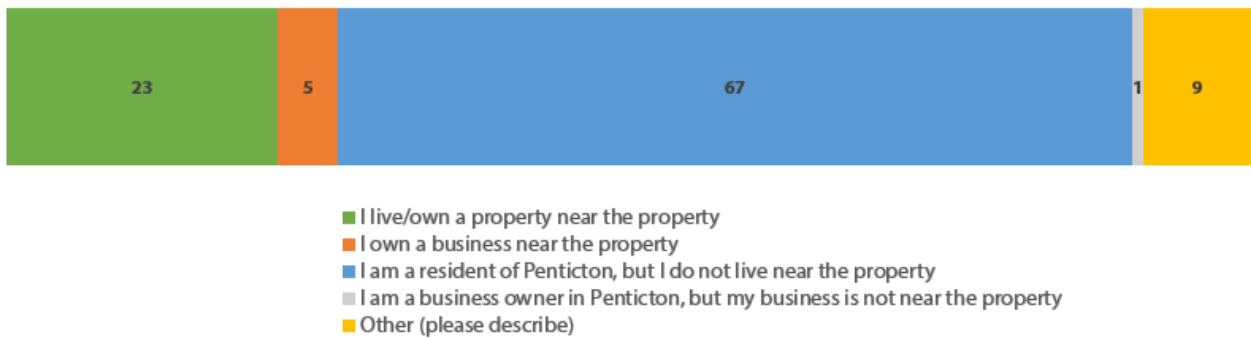 23 5 67 1 9
I live/own a property near the property
I own a business near the property
I am a resident of Penticton, but I do not live near the property
I am a business owner in Penticton, but my business is not near the property
Other (please describe)